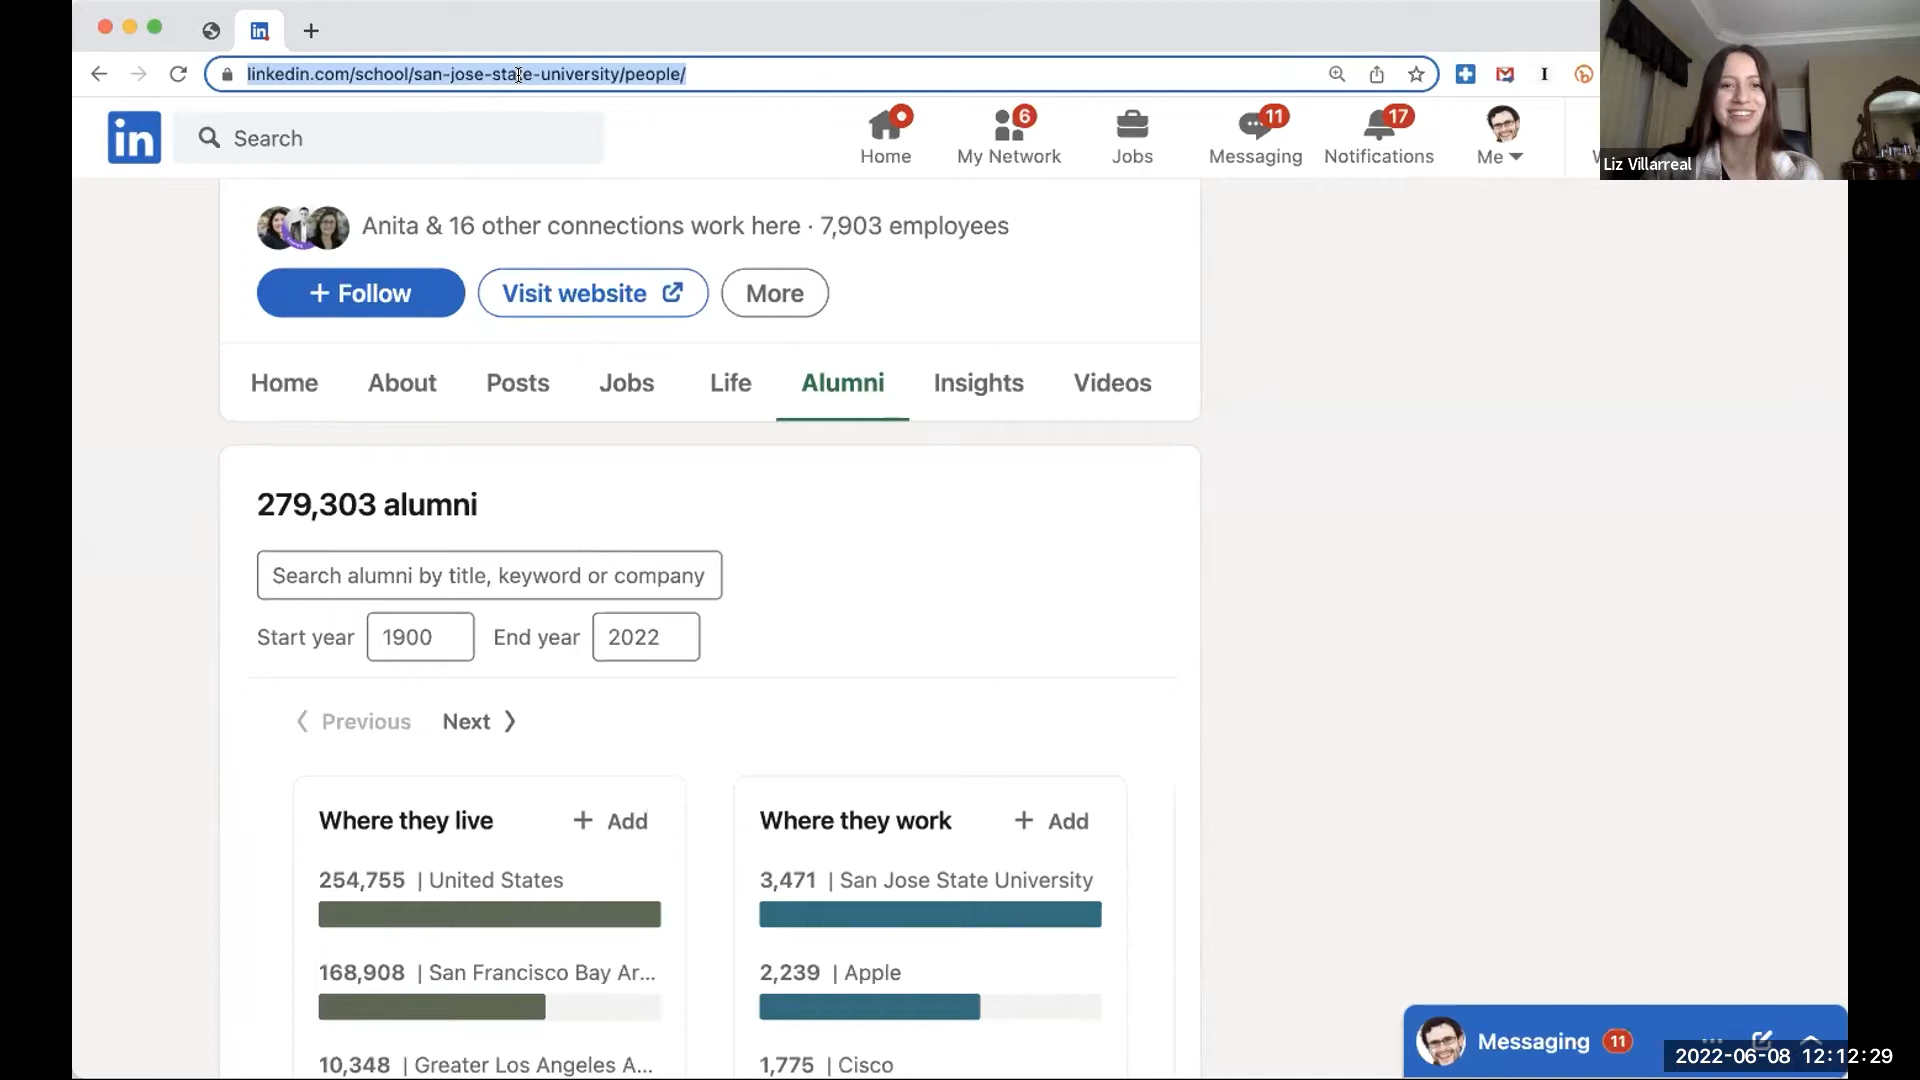 linkedin.com/school/san-jose-state-university/people/
in
Search
Home
My Network 6
Jobs
Messaging 11
Notifications 17
Me
Liz Villarreal
Anita & 16 other connections work here · 7,903 employees
+ Follow
Visit website
More
Home About Posts Jobs Life Alumni Insights Videos
279,303 alumni
Search alumni by title, keyword or company
Start year 1900 End year 2022
Previous Next
Where they live + Add
254,755 | United States
168,908 | San Francisco Bay Ar...
10,348 | Greater Los Angeles A...
Where they work + Add
3,471 | San Jose State University
2,239 | Apple
1,775 | Cisco
Messaging 11
2022-06-08 12:12:29